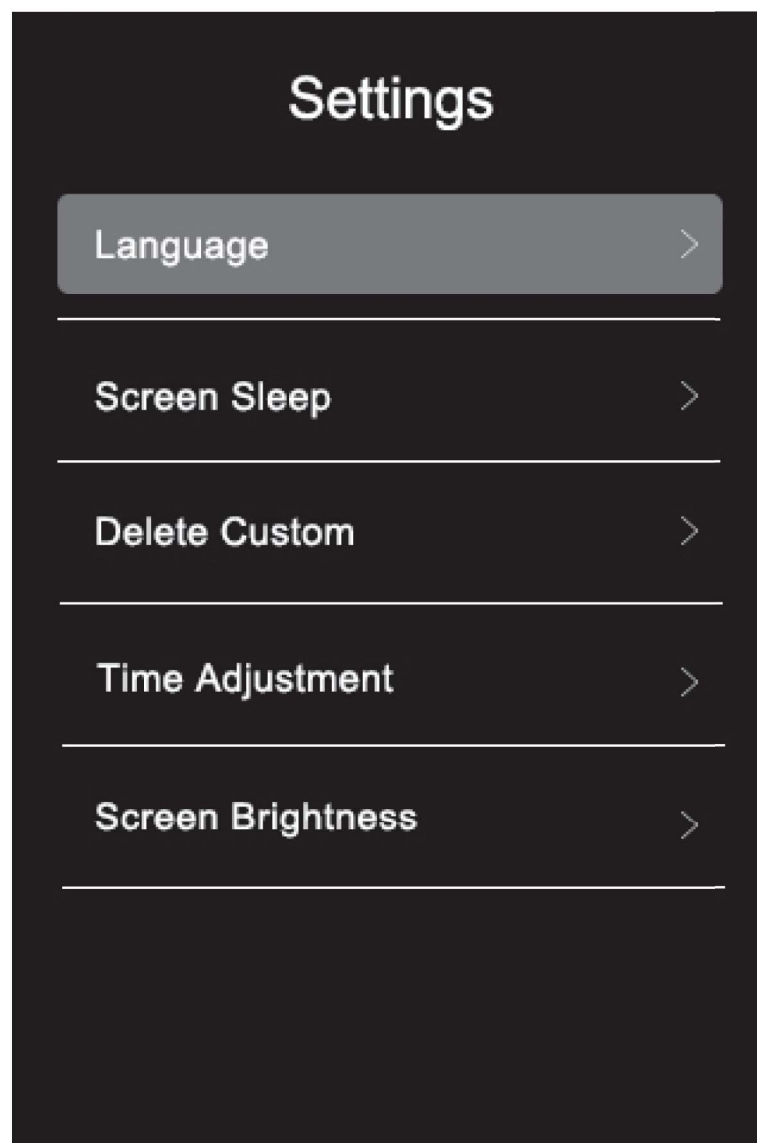 Settings
Language
Screen Sleep
Delete Custom
Time Adjustment
Screen Brightness